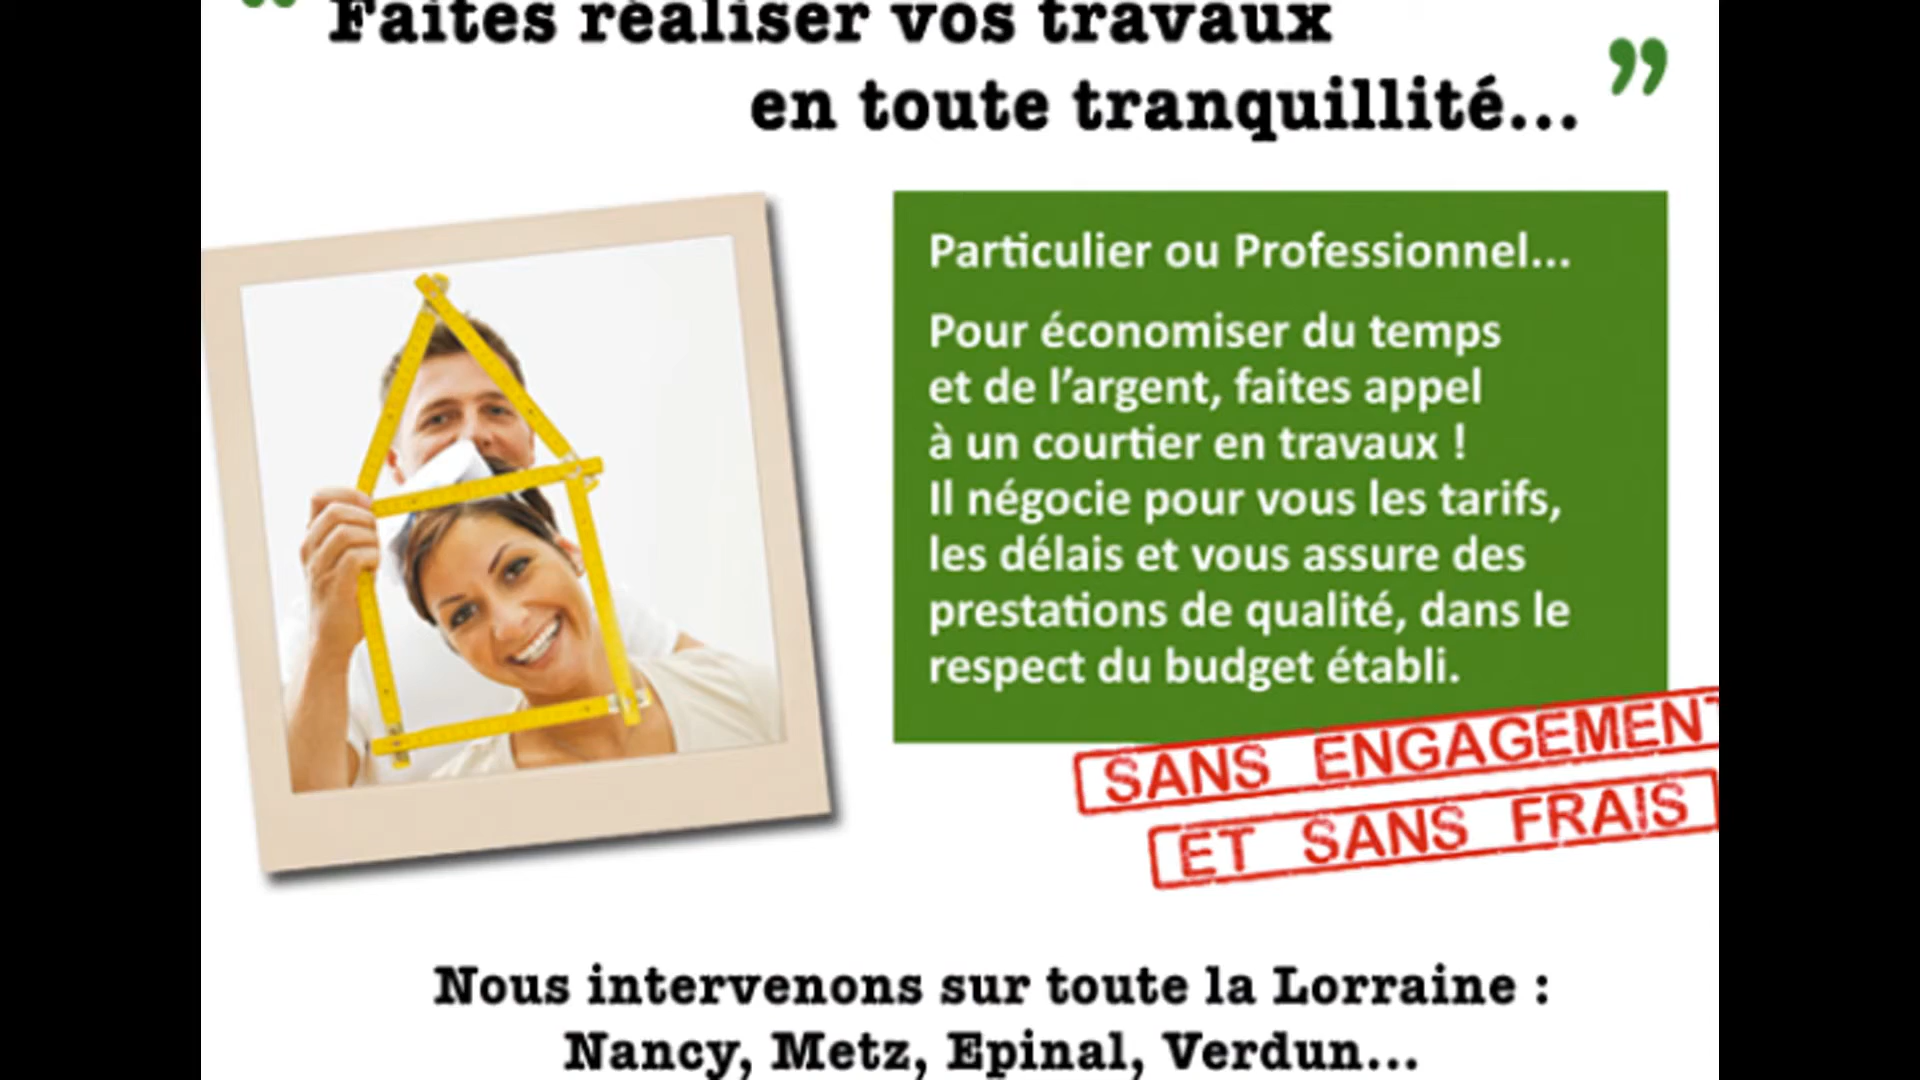 “ Faites réaliser vos travaux
en toute tranquillité... ”
Particulier ou Professionnel...
Pour économiser du temps
et de l’argent, faites appel
à un courtier en travaux !
Il négocie pour vous les tarifs,
les délais et vous assure des
prestations de qualité, dans le
respect du budget établi.
SANS ENGAGEMENT
ET SANS FRAIS
Nous intervenons sur toute la Lorraine :
Nancy, Metz, Epinal, Verdun...